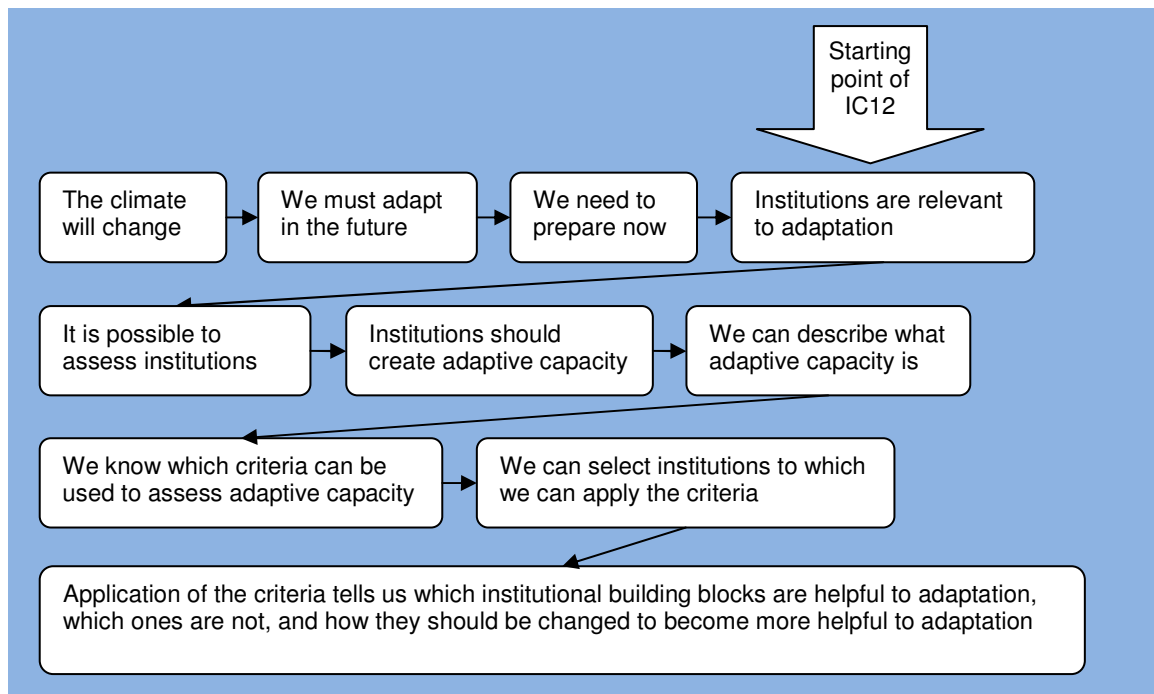 Starting
point of
IC12
The climate
will change
We must adapt
in the future
We need to
prepare now
Institutions are relevant
to adaptation
It is possible to
assess institutions
Institutions should
create adaptive capacity
We can describe what
adaptive capacity is
We know which criteria can be
used to assess adaptive capacity
We can select institutions to which
we can apply the criteria
Application of the criteria tells us which institutional building blocks are helpful to adaptation,
which ones are not, and how they should be changed to become more helpful to adaptation